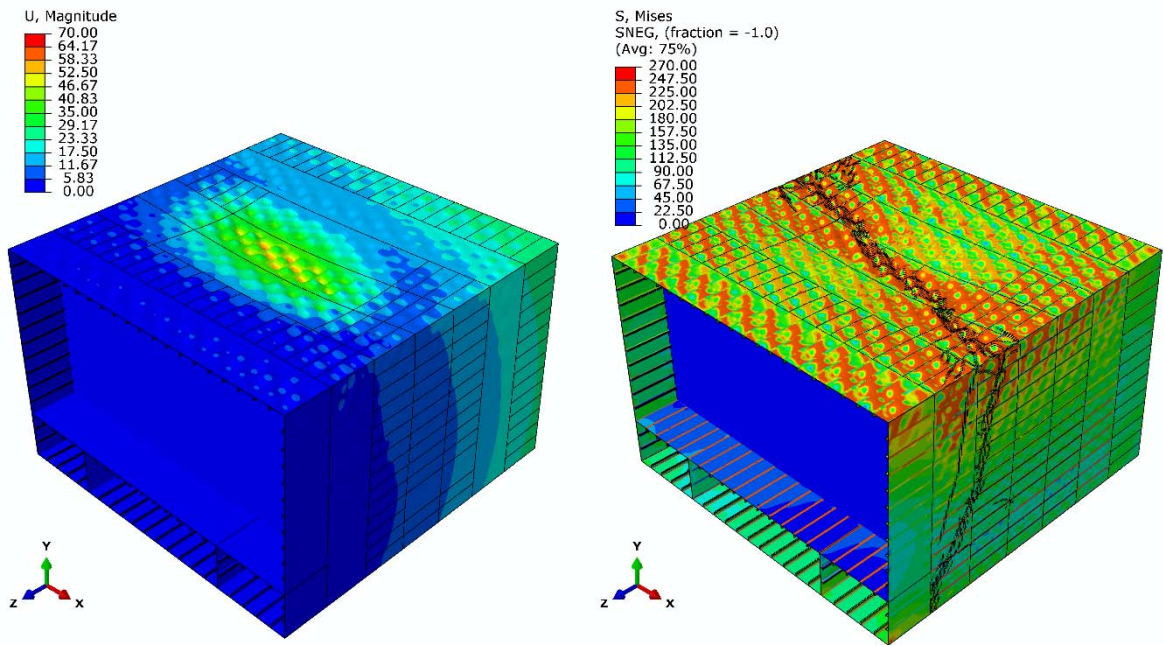 U, Magnitude
70.00
64.17
58.33
52.50
46.67
40.83
35.00
29.17
23.33
17.50
11.67
5.83
0.00
Y
Z
X
S, Mises
SNEG, (fraction = -1.0)
(Avg: 75%)
270.00
247.50
225.00
202.50
180.00
157.50
135.00
112.50
90.00
67.50
45.00
22.50
0.00
Y
Z
X